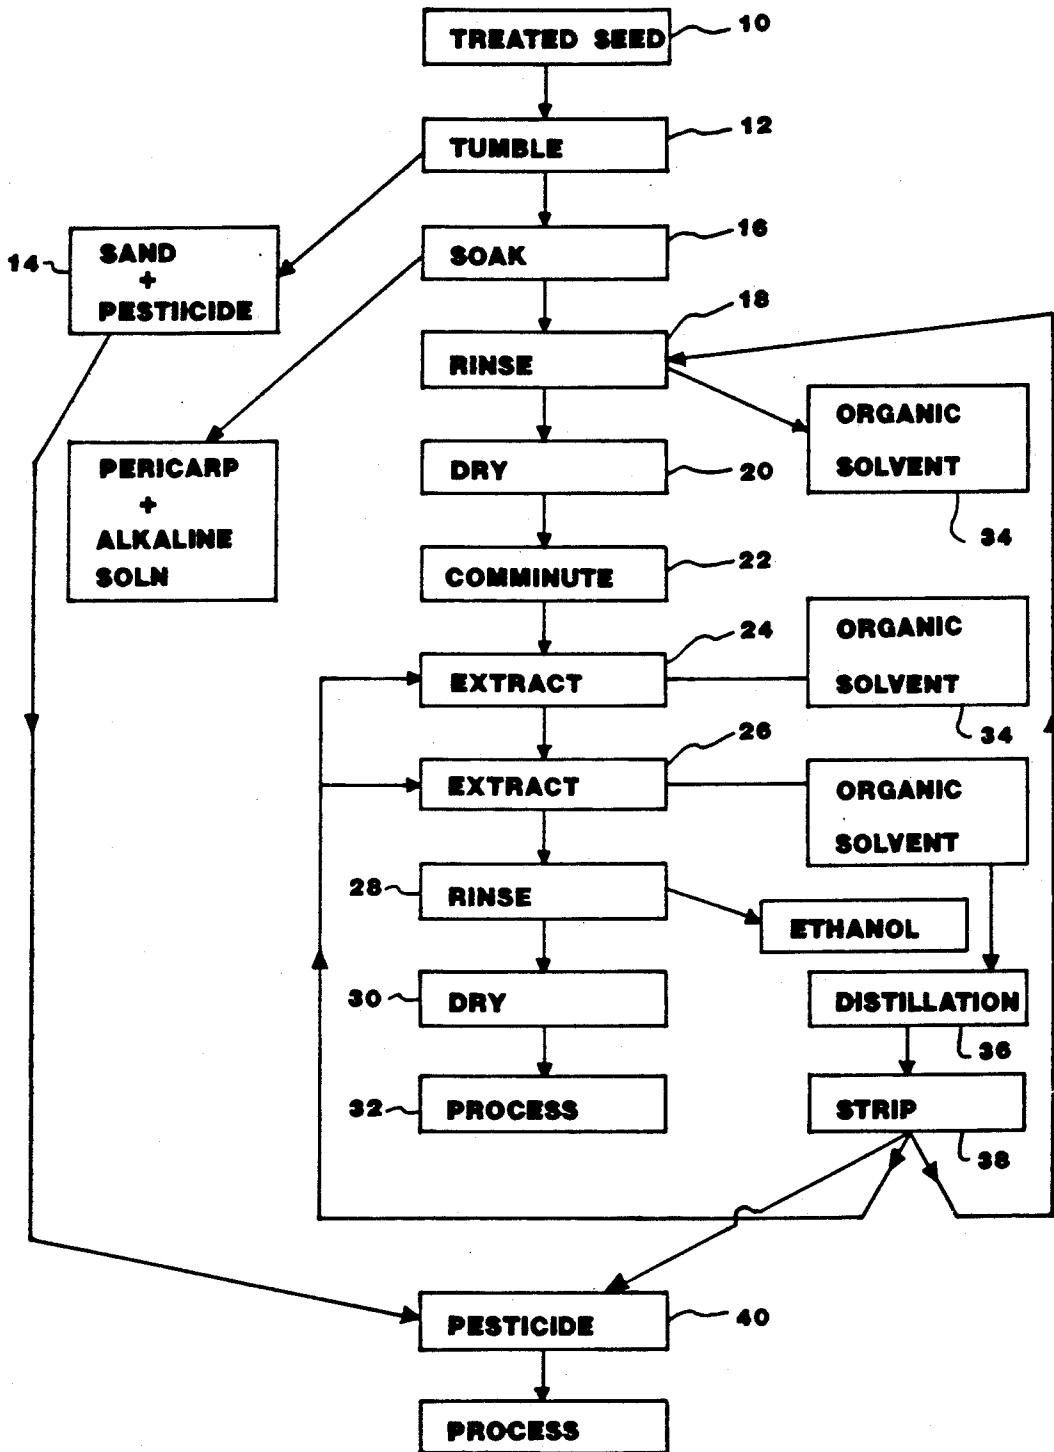 TREATED SEED
10
TUMBLE
12
SAND
+
PESTIICIDE
14
SOAK
16
RINSE
18
PERICARP
+
ALKALINE
SOLN
ORGANIC
SOLVENT
34
DRY
20
COMMINUTE
22
EXTRACT
24
ORGANIC
SOLVENT
34
EXTRACT
26
ORGANIC
SOLVENT
28
RINSE
ETHANOL
30
DRY
DISTILLATION
36
32
PROCESS
STRIP
38
PESTICIDE
40
PROCESS